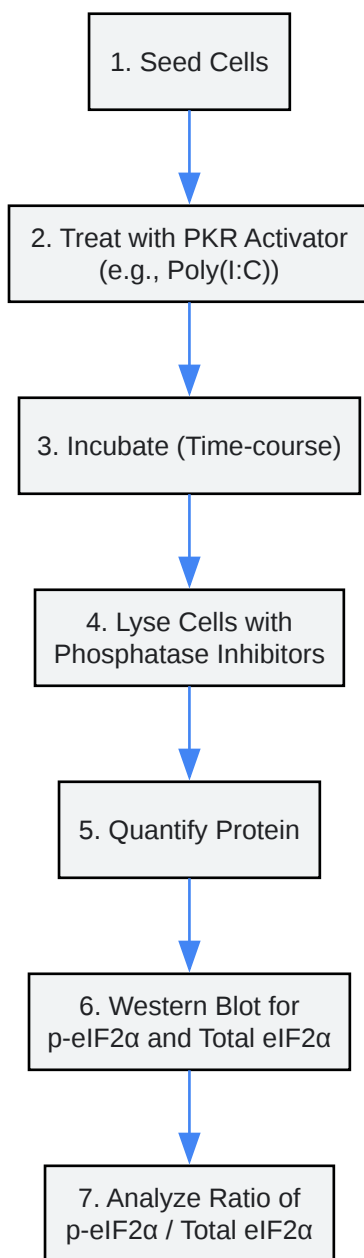 1. Seed Cells
2. Treat with PKR Activator
(e.g., Poly(I:C))
3. Incubate (Time-course)
4. Lyse Cells with
Phosphatase Inhibitors
5. Quantify Protein
6. Western Blot for
p-eIF2α and Total eIF2α
7. Analyze Ratio of
p-eIF2α / Total eIF2α